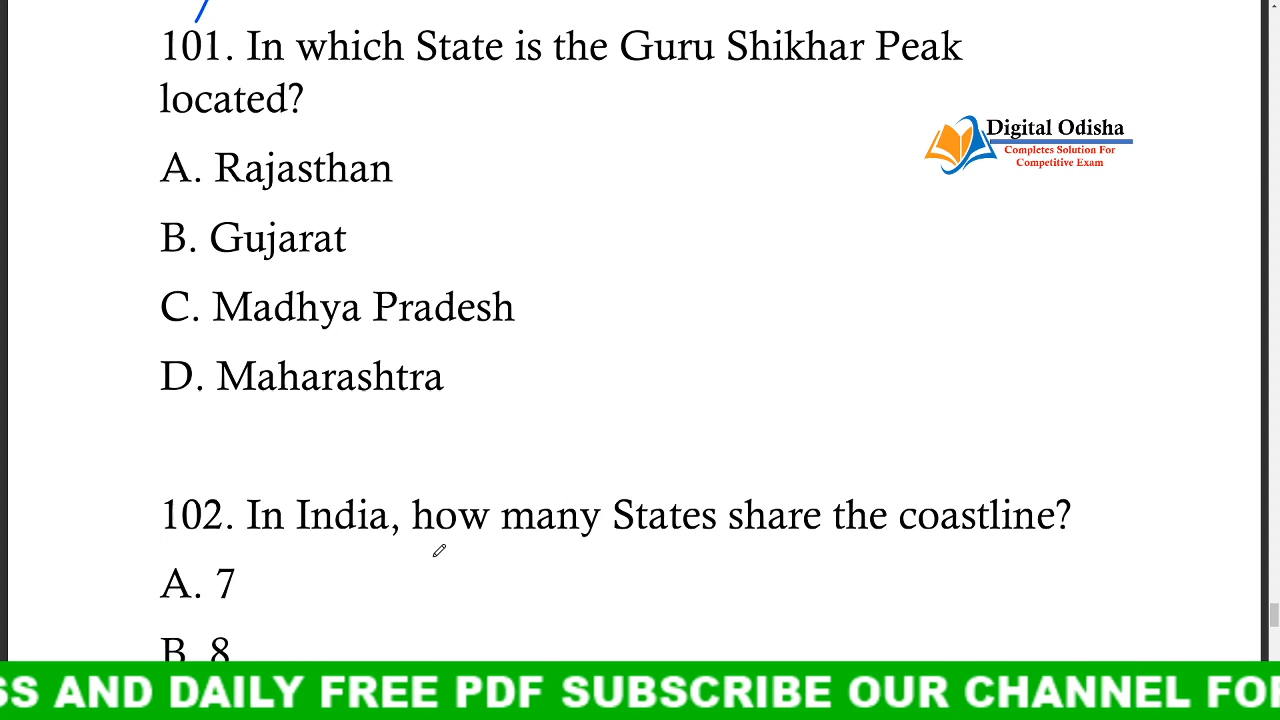 101. In which State is the Guru Shikhar Peak
located?
Digital Odisha
Completes Solution For
Competitive Exam
A. Rajasthan
B. Gujarat
C. Madhya Pradesh
D. Maharashtra
102. In India, how many States share the coastline?
A. 7
B. 8
SS AND DAILY FREE PDF SUBSCRIBE OUR CHANNEL FO